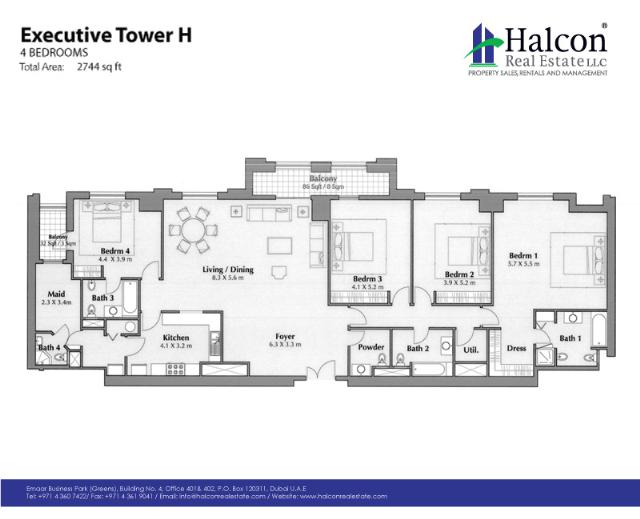 Executive Tower H
4 BEDROOMS
Total Area: 2744 sq ft
Halcon®
Real Estate LLC
PROPERTY SALES, RENTALS AND MANAGEMENT
Balcony
86 Sqft / 8 Sqm
Balcony
32 Sqft / 3 Sqm
Bedrm 4
4.4 X 3.9 m
Living / Dining
8.3 X 5.6 m
Bedrm 3
4.1 X 5.2 m
Bedrm 2
3.9 X 5.2 m
Bedrm 1
5.7 X 5.5 m
Maid
2.3 X 3.4m
Bath 3
Bath 4
Kitchen
4.1 X 3.2 m
Foyer
6.3 X 3.3 m
Powder
Bath 2
Util.
Dress
Bath 1
Emaar Business Park (Greens), Building No. 4, Office 401& 402, P.O. Box 120311, Dubai U.A.E
Tel: +971 4 360 7422/ Fax: +971 4 361 9041 / Email: info@halconrealestate.com / Website: www.halconrealestate.com